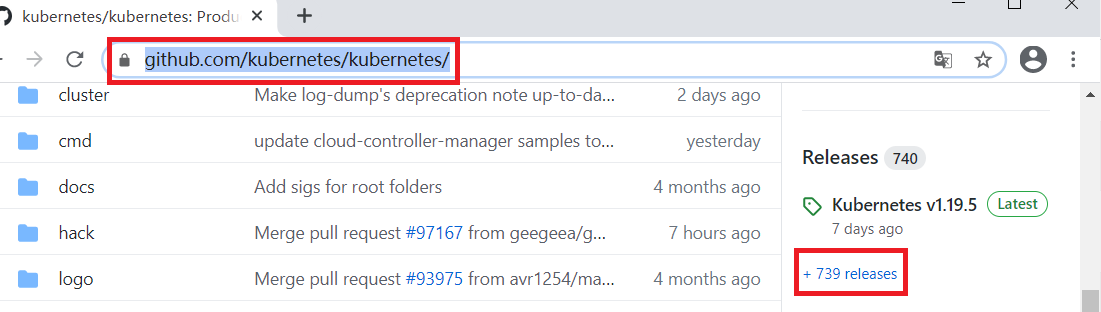 kubernetes/kubernetes: Produ
github.com/kubernetes/kubernetes/
cluster Make log-dump's deprecation note up-to-da... 2 days ago
cmd update cloud-controller-manager samples to... yesterday
docs Add sigs for root folders 4 months ago
hack Merge pull request #97167 from geegeea/g... 7 hours ago
logo Merge pull request #93975 from avr1254/ma... 4 months ago
Releases 740
Kubernetes v1.19.5 Latest
7 days ago
+ 739 releases